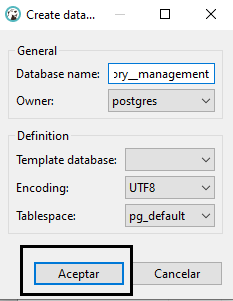 Create data...
General
Database name: ory__management
Owner: postgres
Definition
Template database:
Encoding: UTF8
Tablespace: pg_default
Aceptar Cancelar